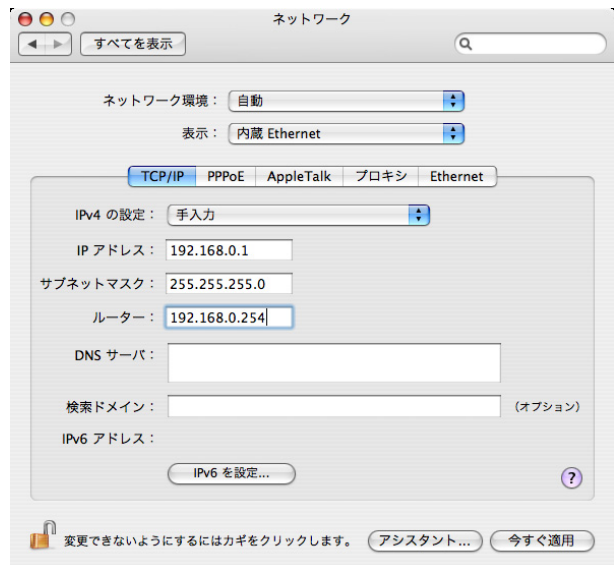 ネットワーク
すべてを表示
ネットワーク環境： 自動
表示： 内蔵 Ethernet
TCP/IP PPPoE AppleTalk プロキシ Ethernet
IPv4 の設定： 手入力
IP アドレス： 192.168.0.1
サブネットマスク： 255.255.255.0
ルーター： 192.168.0.254
DNS サーバ：
検索ドメイン： (オプション)
IPv6 アドレス：
IPv6 を設定...
?
変更できないようにするにはカギをクリックします。 アシスタント... 今すぐ適用